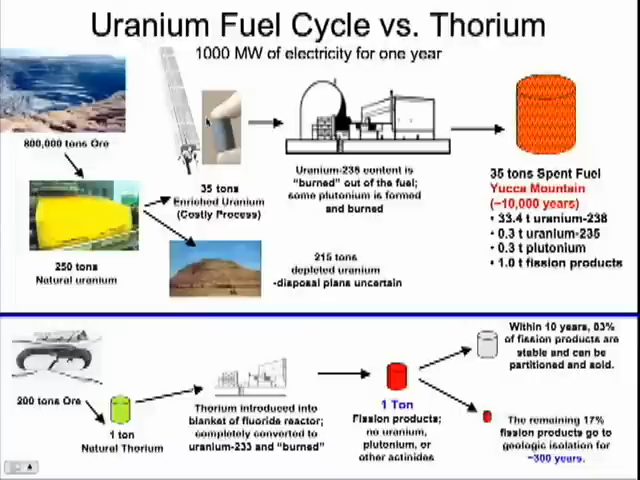 Uranium Fuel Cycle vs. Thorium
1000 MW of electricity for one year
800,000 tons Ore
250 tons
Natural uranium
35 tons
Enriched Uranium
(Costly Process)
215 tons
depleted uranium
-disposal plans uncertain
Uranium-235 content is
"burned" out of the fuel;
some plutonium is formed
and burned
35 tons Spent Fuel
Yucca Mountain
(~10,000 years)
• 33.4 t uranium-238
• 0.3 t uranium-235
• 0.3 t plutonium
• 1.0 t fission products
200 tons Ore
1 ton
Natural Thorium
Thorium introduced into
blanket of fluoride reactor;
completely converted to
uranium-233 and "burned"
1 Ton
Fission products;
no uranium,
plutonium, or
other actinides
Within 10 years, 83%
of fission products are
stable and can be
partitioned and sold.
The remaining 17%
fission products go to
geologic isolation for
~300 years.